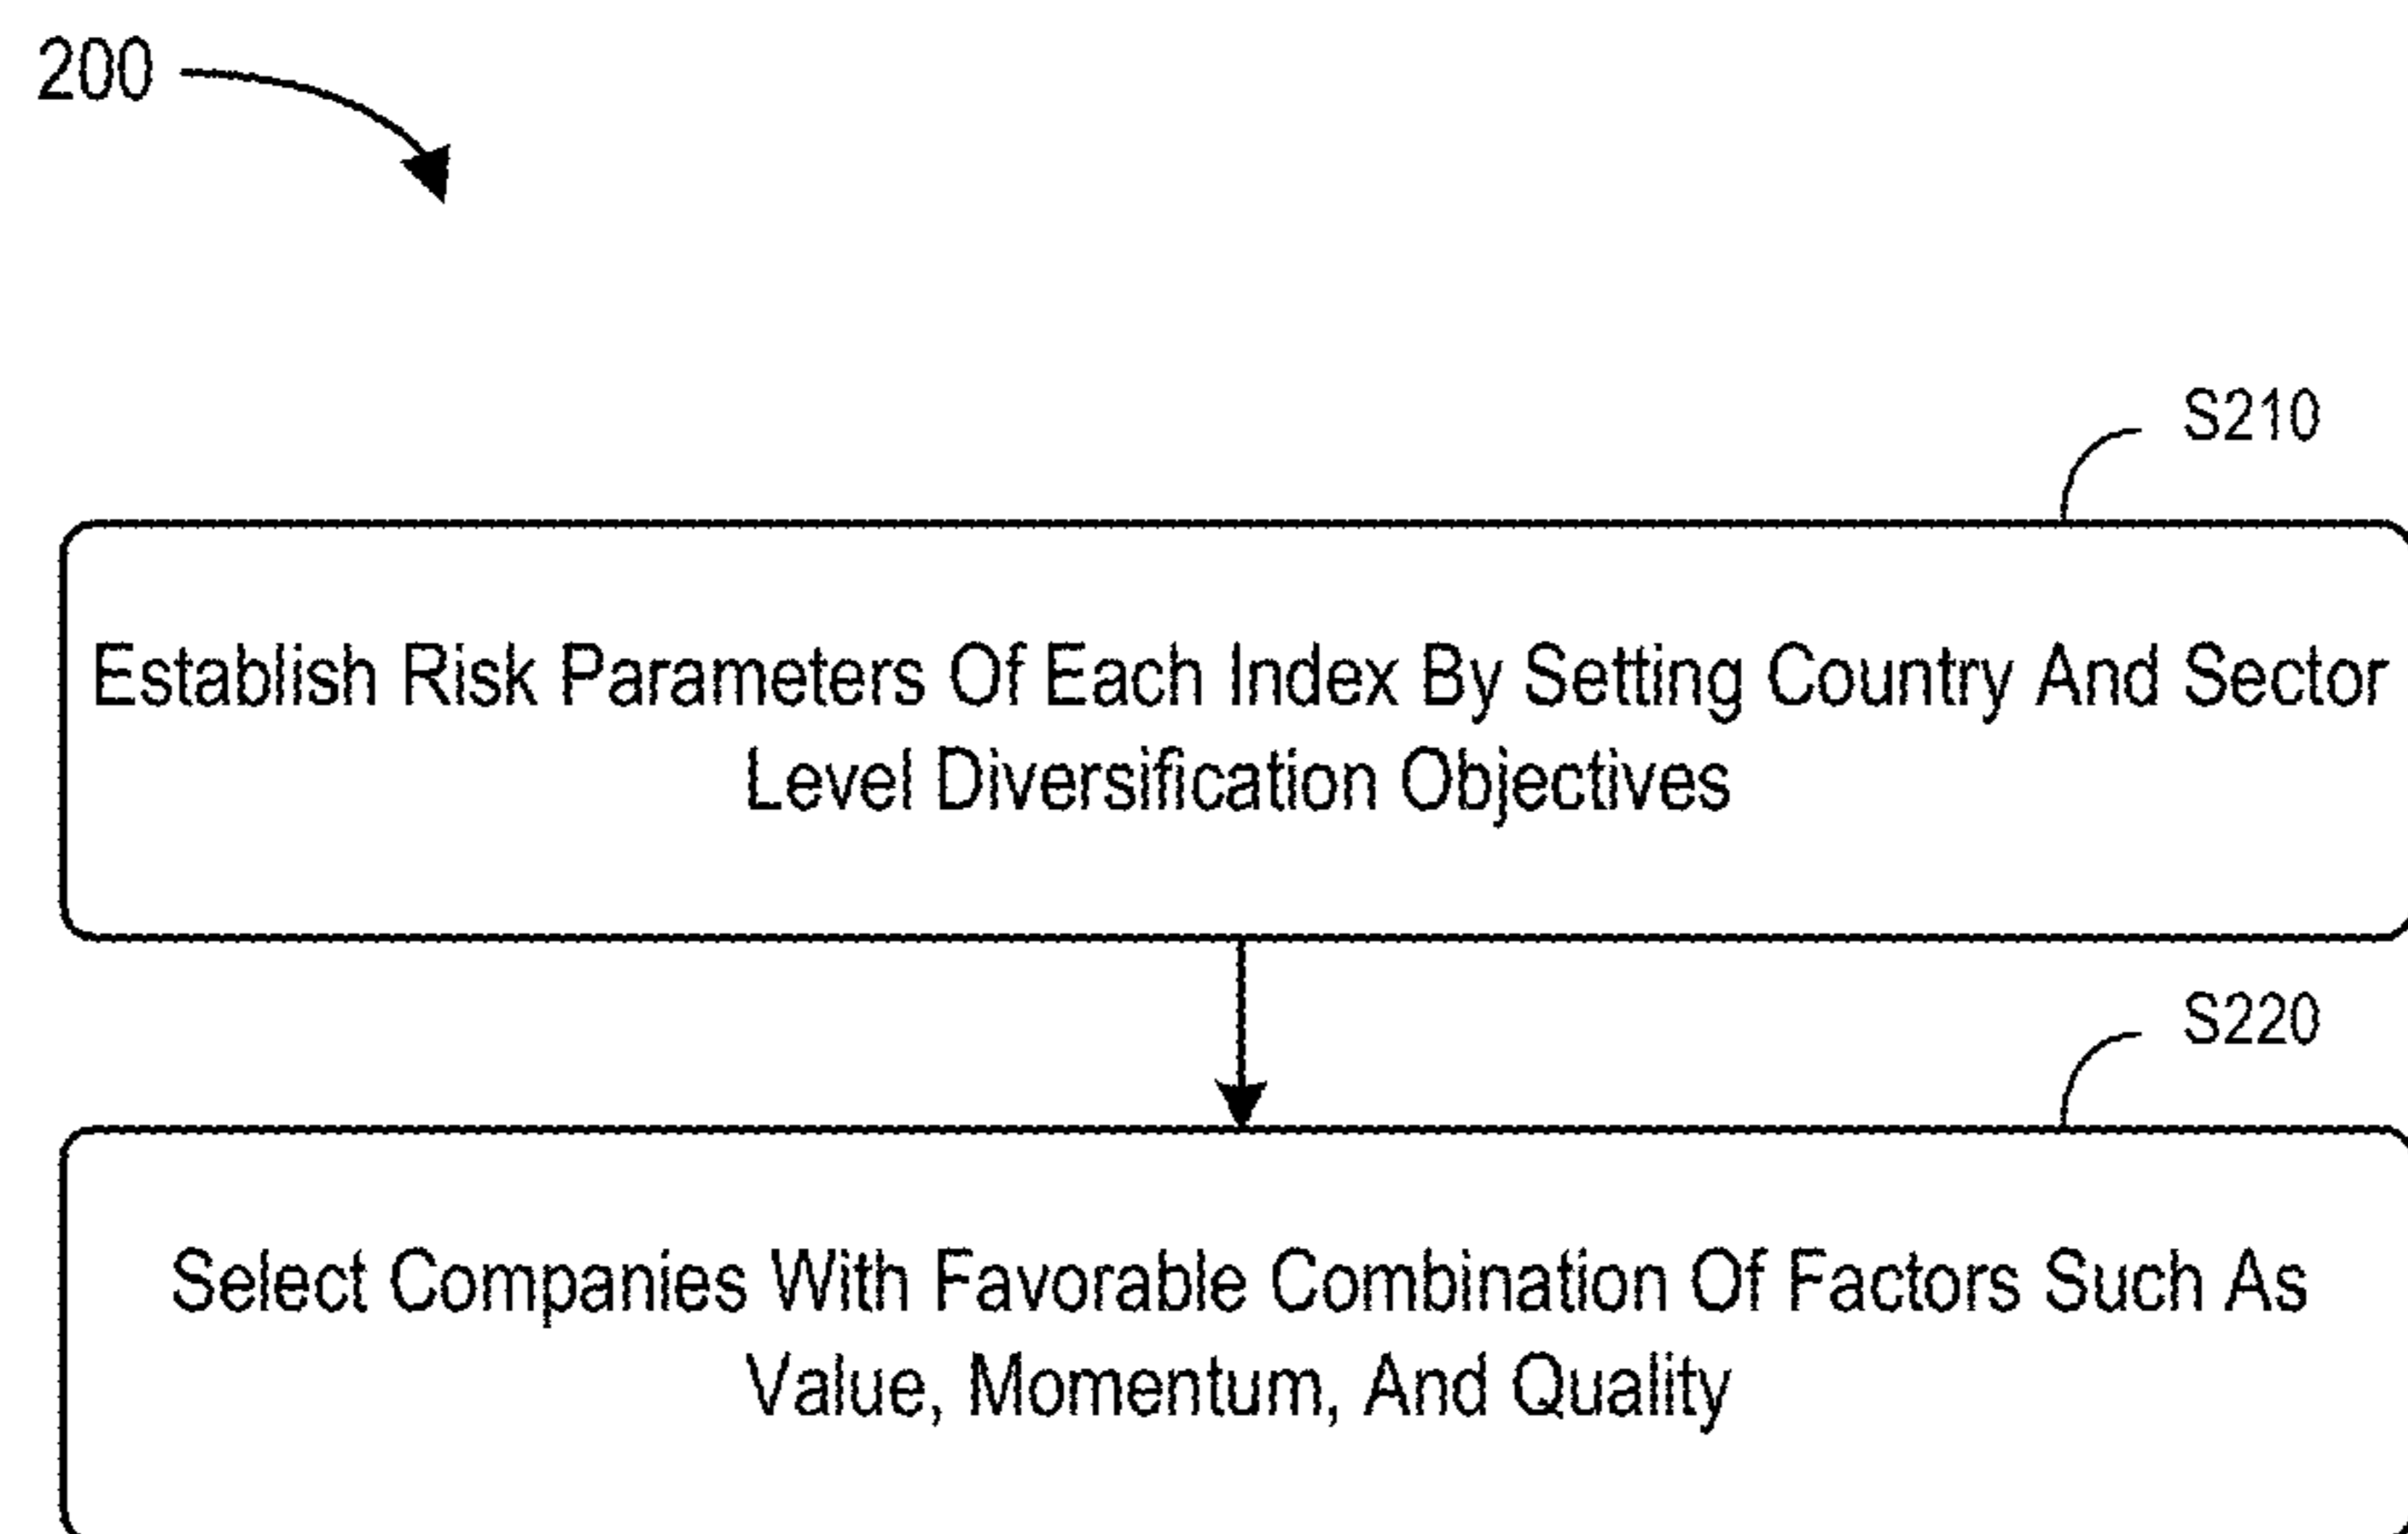 200
S210
Establish Risk Parameters Of Each Index By Setting Country And Sector
Level Diversification Objectives
S220
Select Companies With Favorable Combination Of Factors Such As
Value, Momentum, And Quality